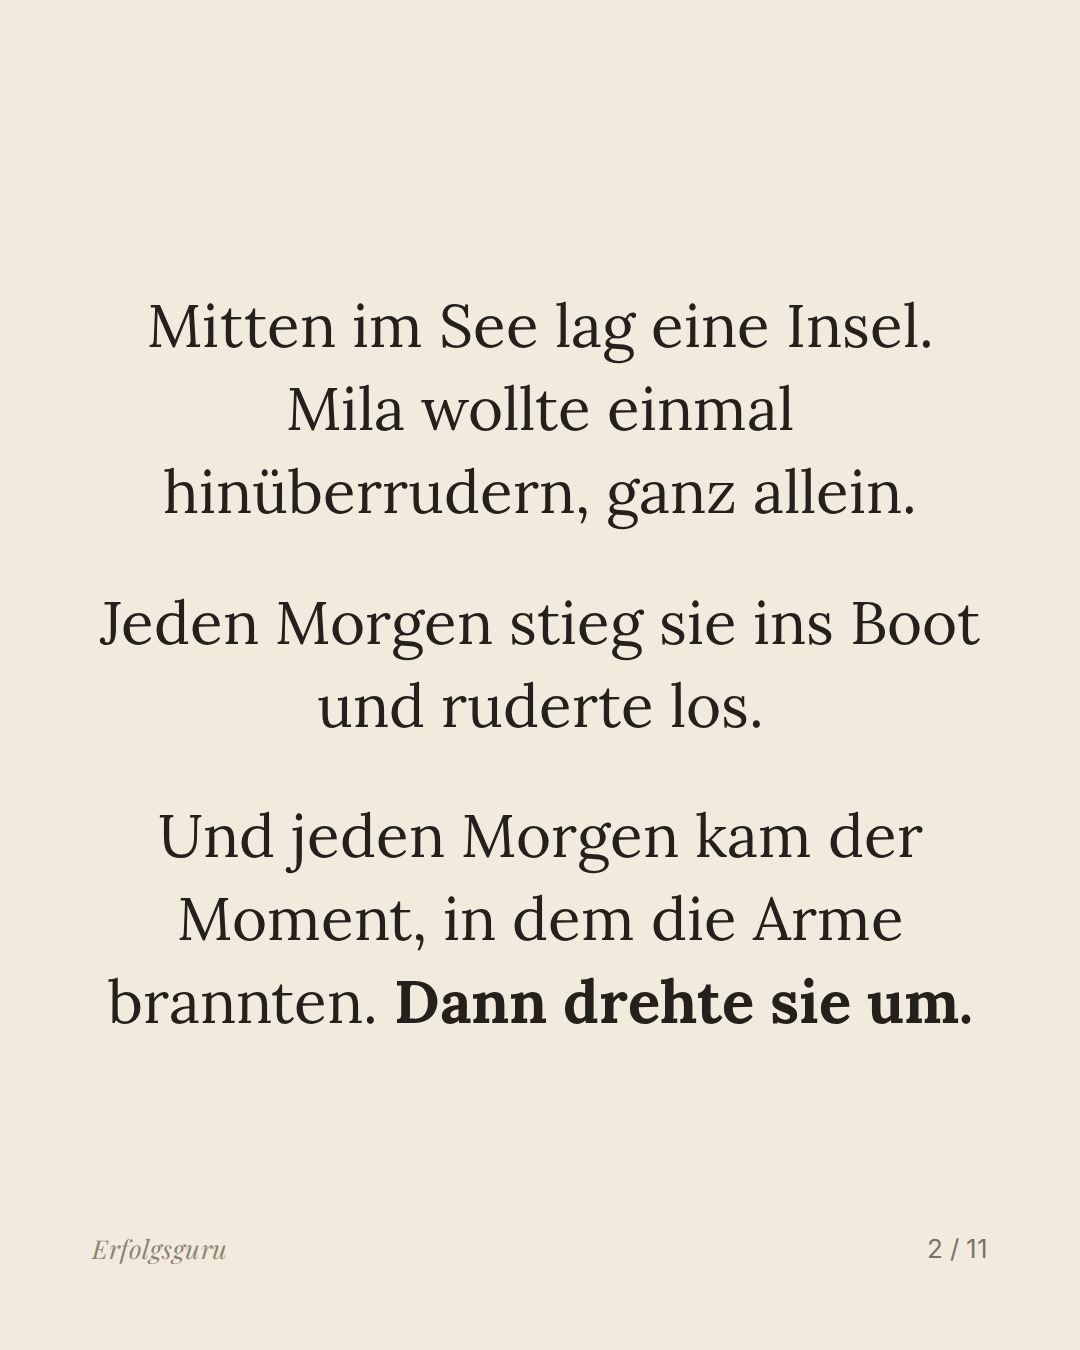 Mitten im See lag eine Insel.
Mila wollte einmal
hinüberrudern, ganz allein.
Jeden Morgen stieg sie ins Boot
und ruderte los.
Und jeden Morgen kam der
Moment, in dem die Arme
brannten. Dann drehte sie um.
Erfolgsguru
2 / 11